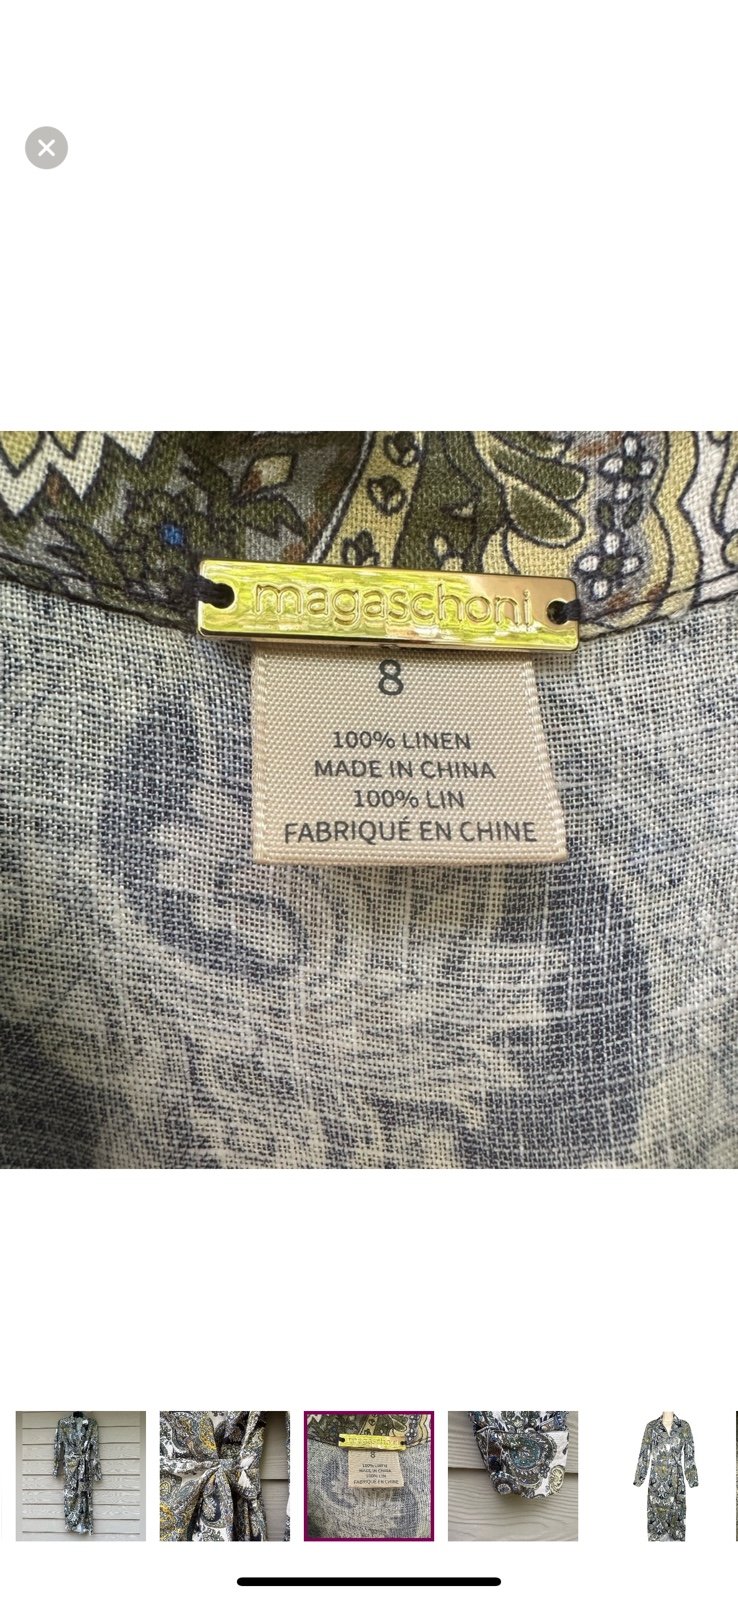 magaschoni
8
100% LINEN
MADE IN CHINA
100% LIN
FABRIQUÉ EN CHINE